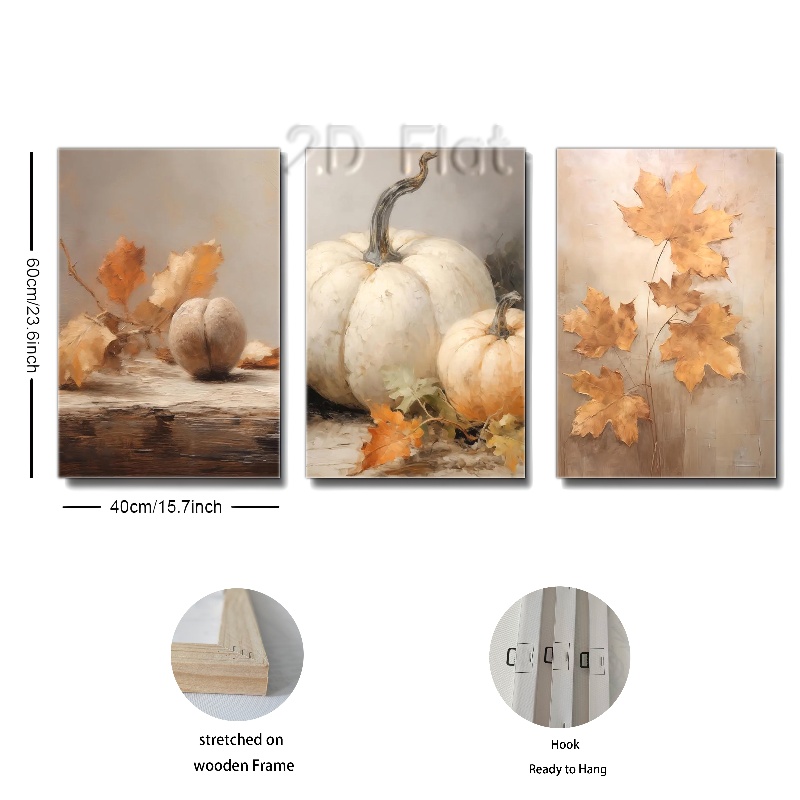 2D Flat
60cm/23.6inch
40cm/15.7inch
stretched on
wooden Frame
Hook
Ready to Hang